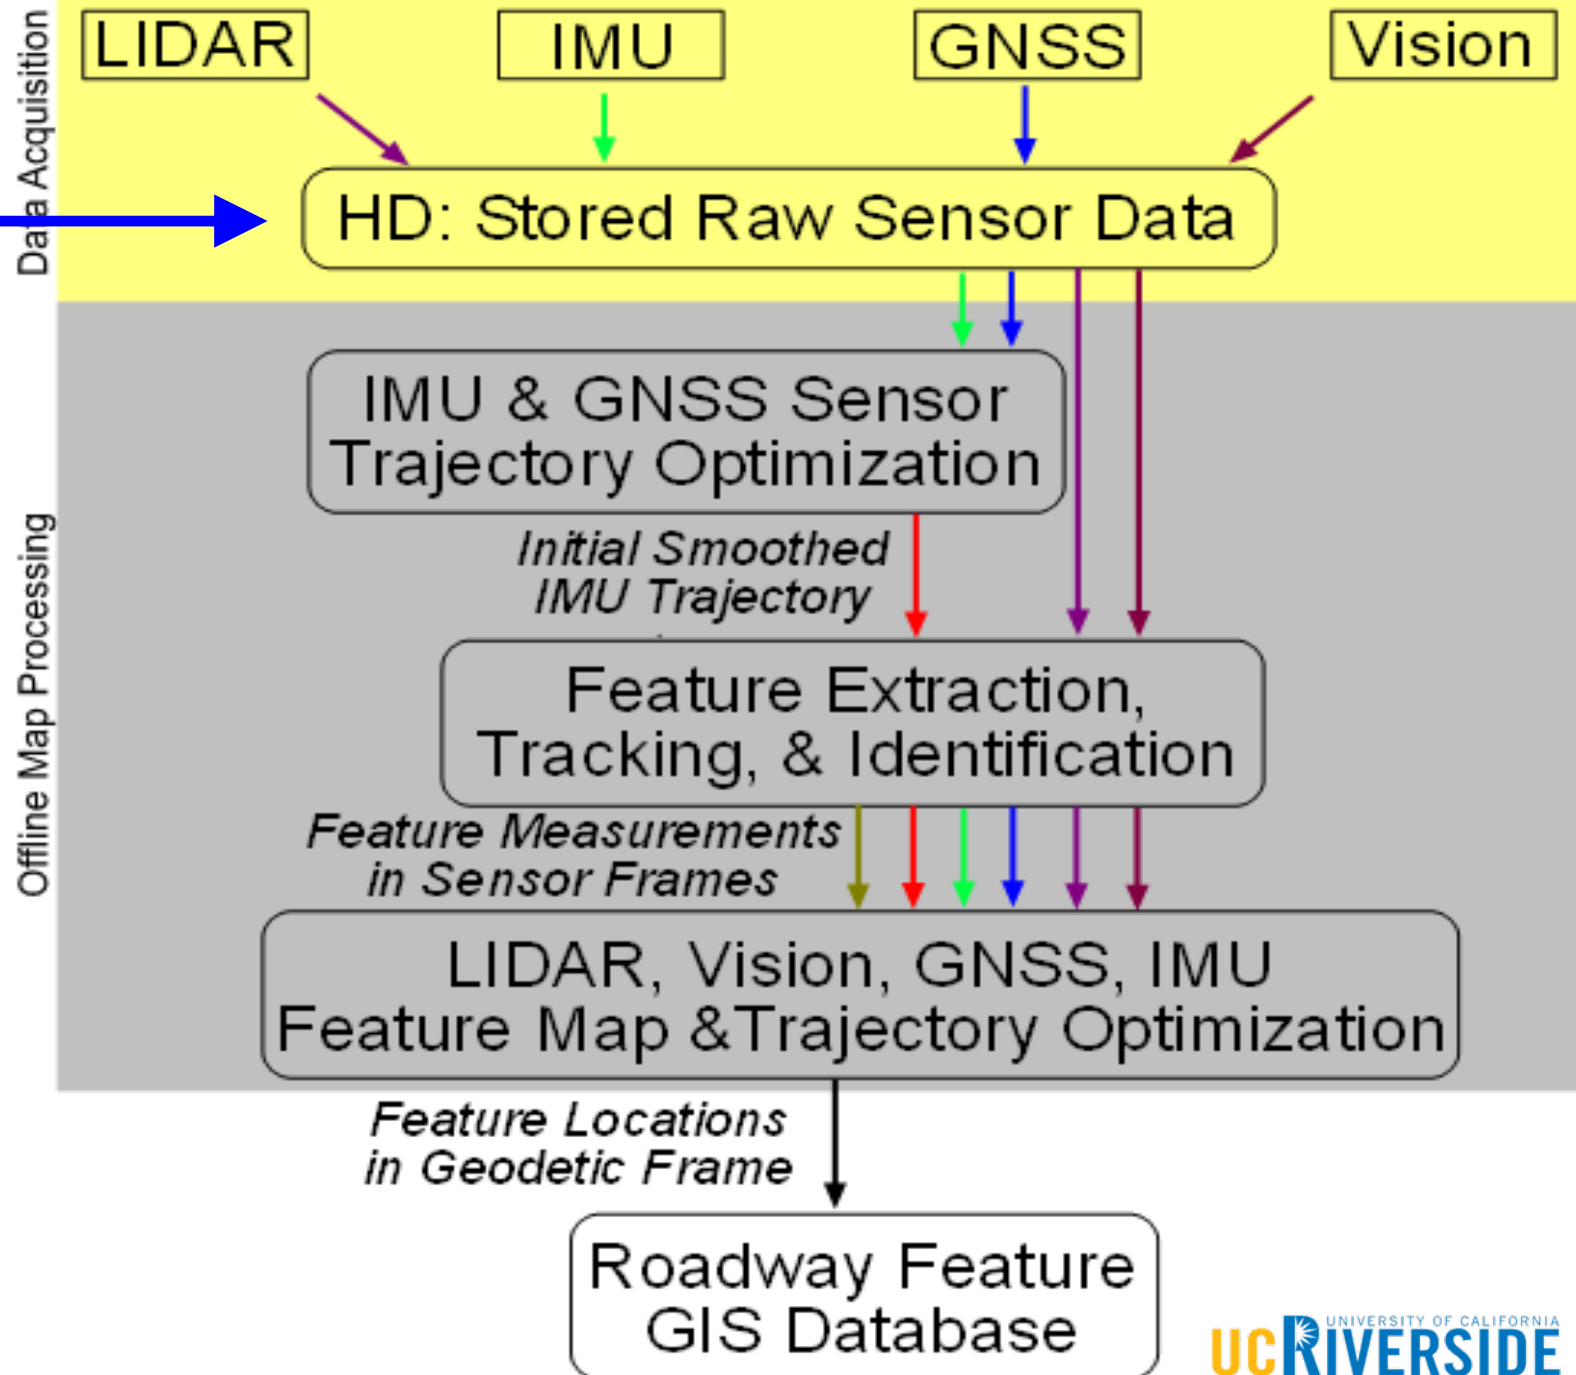 Data Acquisition
LIDAR
IMU
GNSS
Vision
HD: Stored Raw Sensor Data
Offline Map Processing
IMU & GNSS Sensor
Trajectory Optimization
Initial Smoothed
IMU Trajectory
Feature Extraction,
Tracking, & Identification
Feature Measurements
in Sensor Frames
LIDAR, Vision, GNSS, IMU
Feature Map &Trajectory Optimization
Feature Locations
in Geodetic Frame
Roadway Feature
GIS Database
UNIVERSITY OF CALIFORNIA
UC RIVERSIDE